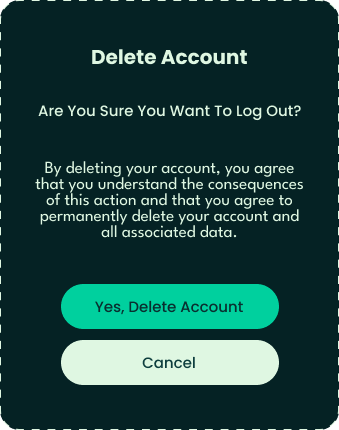 Delete Account
Are You Sure You Want To Log Out?
By deleting your account, you agree
that you understand the consequences
of this action and that you agree to
permanently delete your account and
all associated data.
Yes, Delete Account
Cancel